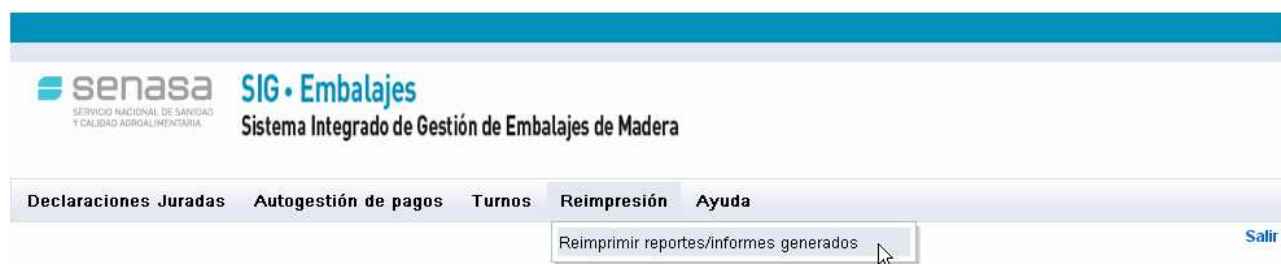 senasa
SERVICIO NACIONAL DE SANIDAD
Y CALIDAD AGROALIMENTARIA
SIG • Embalajes
Sistema Integrado de Gestión de Embalajes de Madera
Declaraciones Juradas Autogestión de pagos Turnos Reimpresión Ayuda
Reimprimir reportes/informes generados
Salir